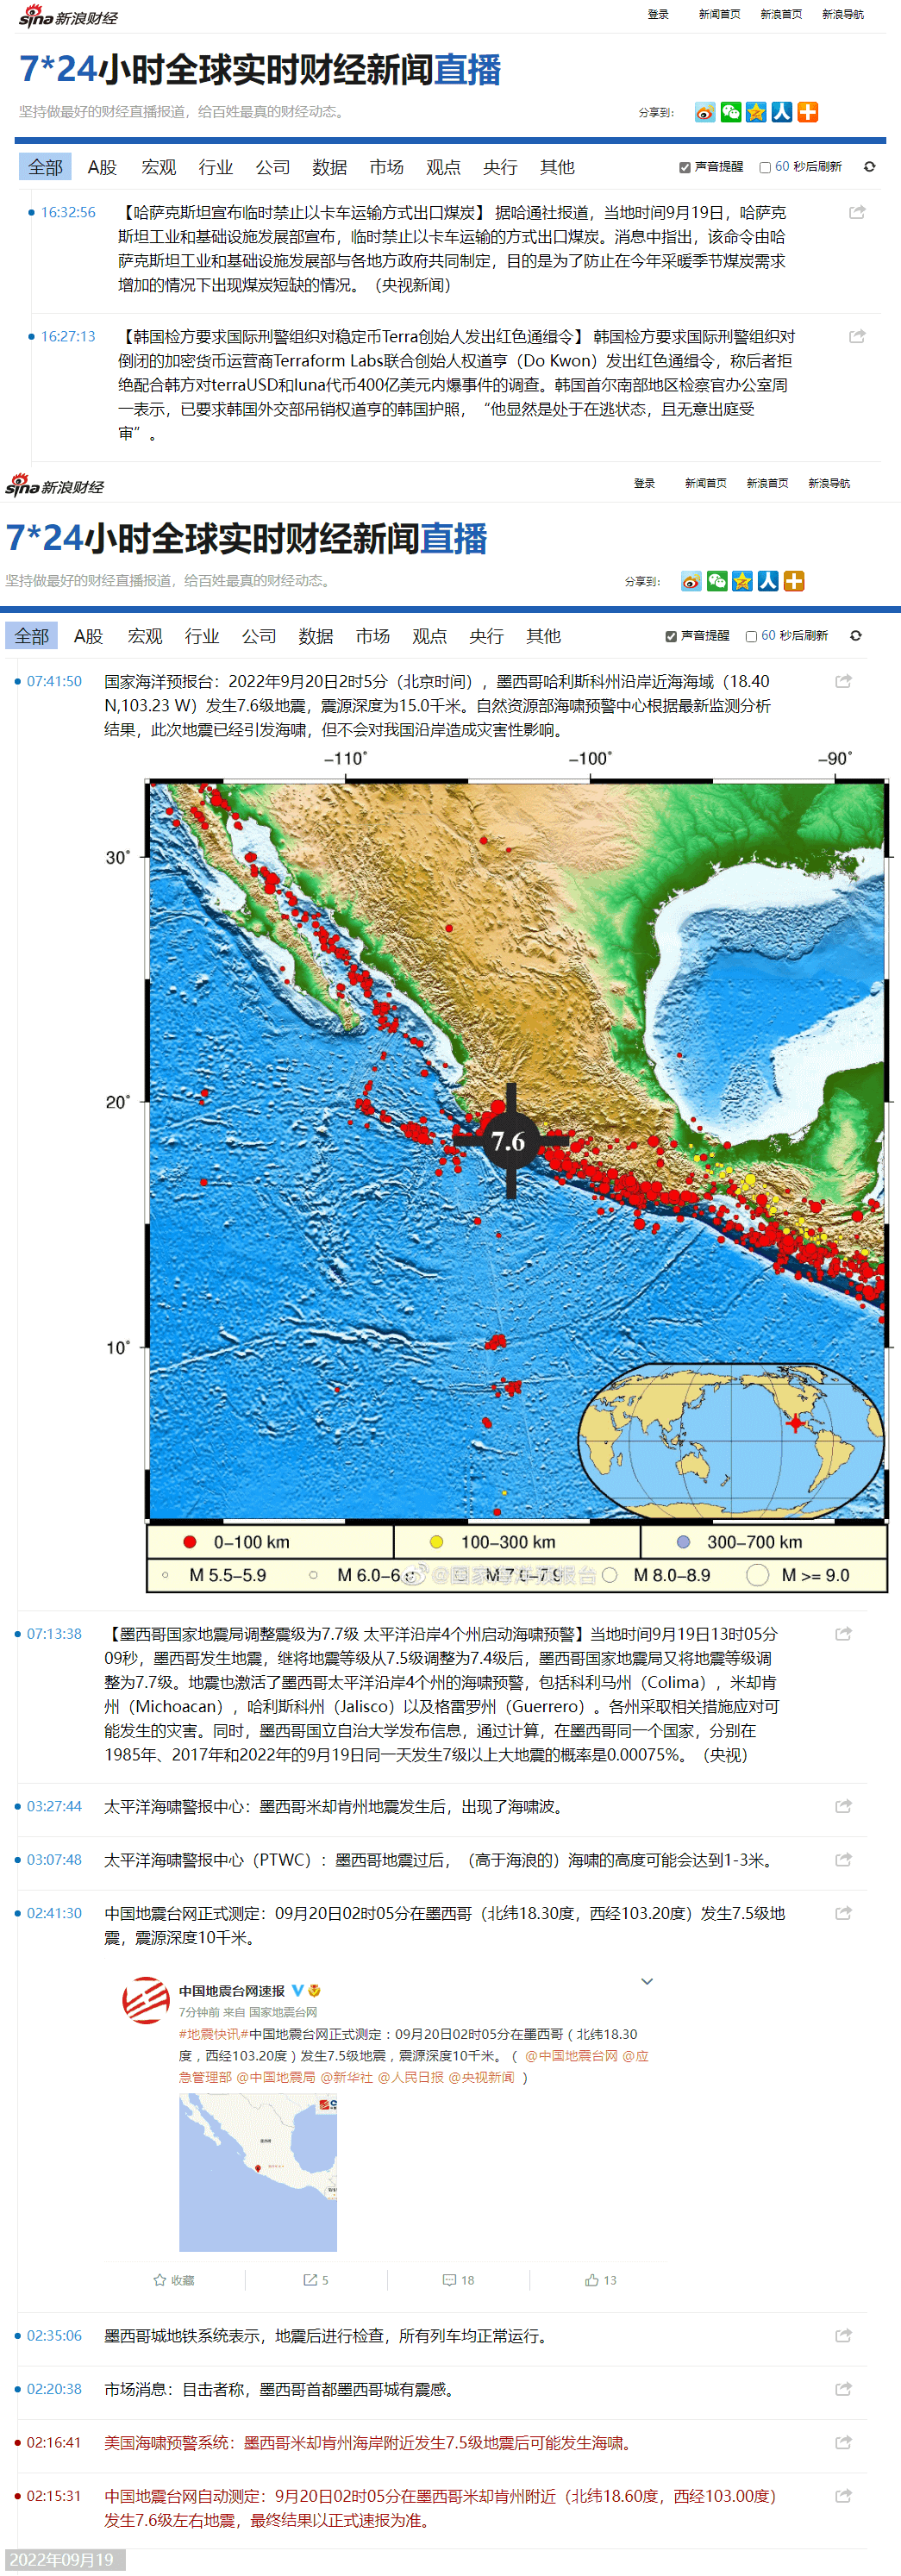 sina 新浪财经
登录 新闻首页 新浪首页 新浪导航
7*24小时全球实时财经新闻直播
坚持做最好的财经直播报道，给百姓最真的财经动态。
分享到：
全部 A股 宏观 行业 公司 数据 市场 观点 央行 其他
声音提醒 60 秒后刷新
16:32:56
【哈萨克斯坦宣布临时禁止以卡车运输方式出口煤炭】 据哈通社报道，当地时间9月19日，哈萨克
斯坦工业和基础设施发展部宣布，临时禁止以卡车运输的方式出口煤炭。消息中指出，该命令由哈
萨克斯坦工业和基础设施发展部与各地方政府共同制定，目的是为了防止在今年采暖季节煤炭需求
增加的情况下出现煤炭短缺的情况。（央视新闻）
16:27:13
【韩国检方要求国际刑警组织对稳定币Terra创始人发出红色通缉令】 韩国检方要求国际刑警组织对
倒闭的加密货币运营商Terraform Labs联合创始人权道亨（Do Kwon）发出红色通缉令，称后者拒
绝配合韩方对terraUSD和luna代币400亿美元内爆事件的调查。韩国首尔南部地区检察官办公室周
一表示，已要求韩国外交部吊销权道亨的韩国护照，“他显然是处于在逃状态，且无意出庭受
审”。
sina 新浪财经
登录 新闻首页 新浪首页 新浪导航
7*24小时全球实时财经新闻直播
坚持做最好的财经直播报道，给百姓最真的财经动态。
分享到：
全部 A股 宏观 行业 公司 数据 市场 观点 央行 其他
声音提醒 60 秒后刷新
07:41:50
国家海洋预报台：2022年9月20日2时5分（北京时间），墨西哥哈利斯科州沿岸近海海域（18.40
N,103.23 W）发生7.6级地震，震源深度为15.0千米。自然资源部海啸预警中心根据最新监测分析
结果，此次地震已经引发海啸，但不会对我国沿岸造成灾害性影响。
-110° -100° -90°
30°
20°
7.6
10°
0-100 km 100-300 km 300-700 km
M 5.5-5.9 M 6.0-6.9 M 7.0-7.9 M 8.0-8.9 M >= 9.0
@国家海洋预报台
07:13:38
【墨西哥国家地震局调整震级为7.7级 太平洋沿岸4个州启动海啸预警】当地时间9月19日13时05分
09秒，墨西哥发生地震，继将地震等级从7.5级调整为7.4级后，墨西哥国家地震局又将地震等级调
整为7.7级。地震也激活了墨西哥太平洋沿岸4个州的海啸预警，包括科利马州（Colima），米却肯
州（Michoacan），哈利斯科州（Jalisco）以及格雷罗州（Guerrero）。各州采取相关措施应对可
能发生的灾害。同时，墨西哥国立自治大学发布信息，通过计算，在墨西哥同一个国家，分别在
1985年、2017年和2022年的9月19日同一天发生7级以上大地震的概率是0.00075%。（央视）
03:27:44
太平洋海啸警报中心：墨西哥米却肯州地震发生后，出现了海啸波。
03:07:48
太平洋海啸警报中心（PTWC）：墨西哥地震过后，（高于海浪的）海啸的高度可能会达到1-3米。
02:41:30
中国地震台网正式测定：09月20日02时05分在墨西哥（北纬18.30度，西经103.20度）发生7.5级地
震，震源深度10千米。
中国地震台网速报
7分钟前 来自 国家地震台网
#地震快讯#中国地震台网正式测定：09月20日02时05分在墨西哥（北纬18.30
度，西经103.20度）发生7.5级地震，震源深度10千米。（ @中国地震台网 @应
急管理部 @中国地震局 @新华社 @人民日报 @央视新闻 ）
收藏 5 18 13
02:35:06
墨西哥城地铁系统表示，地震后进行检查，所有列车均正常运行。
02:20:38
市场消息：目击者称，墨西哥首都墨西哥城有震感。
02:16:41
美国海啸预警系统：墨西哥米却肯州海岸附近发生7.5级地震后可能发生海啸。
02:15:31
中国地震台网自动测定：9月20日02时05分在墨西哥米却肯州附近（北纬18.60度，西经103.00度）
发生7.6级左右地震，最终结果以正式速报为准。
2022年09月19